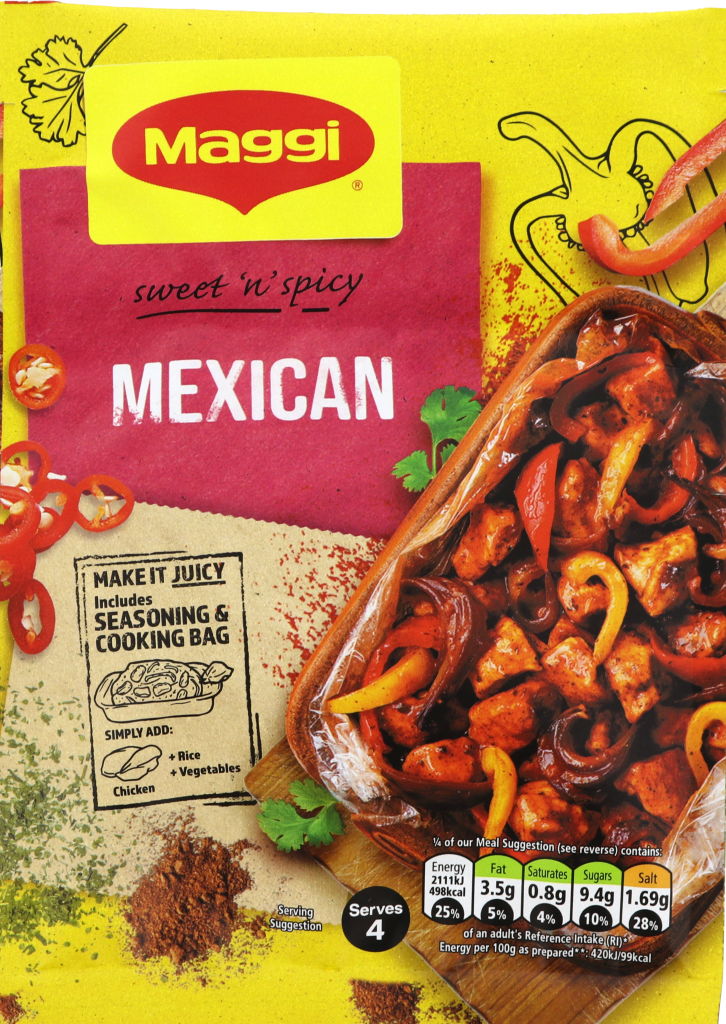 Maggi
®
sweet 'n' spicy
MEXICAN
MAKE IT JUICY
Includes
SEASONING &
COOKING BAG
SIMPLY ADD:
+ Rice
+ Vegetables
Chicken
Serving
Suggestion
Serves
4
¼ of our Meal Suggestion (see reverse) contains:
Energy
2111kJ
498kcal
25%
Fat
3.5g
5%
Saturates
0.8g
4%
Sugars
9.4g
10%
Salt
1.69g
28%
of an adult's Reference Intake (RI)*
Energy per 100g as prepared**: 420kJ/99kcal